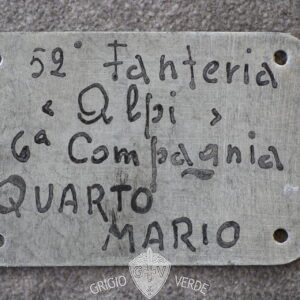 52° Fanteria
« Alpi »
6ª Compagnia
QUARTO
MARIO
GRIGIO VERDE